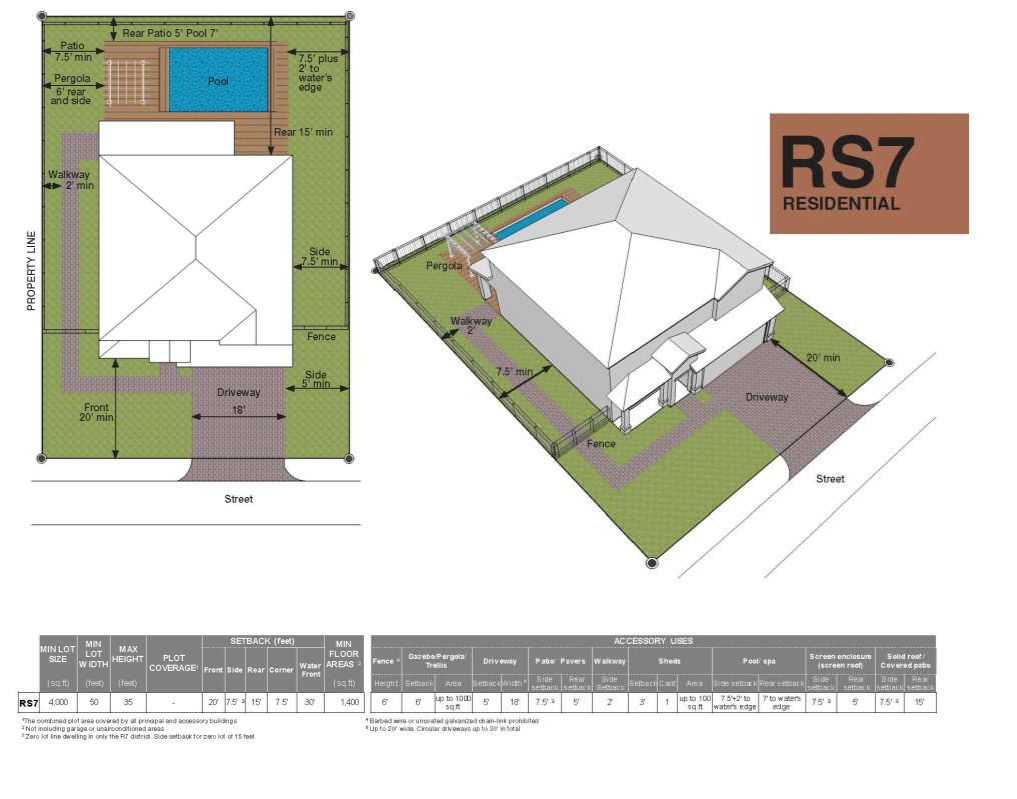 Rear Patio 5' Pool 7'
Patio
7.5' min
Pergola
6' rear
and side
Pool
7.5' plus
2' to
water's
edge
Rear 15' min
Walkway
2' min
PROPERTY LINE
Side
7.5' min
Fence
Side
5' min
Driveway
18'
Front
20' min
Street
RS7
RESIDENTIAL
Pergola
Walkway
2'
7.5' min
20' min
Driveway
Fence
Street
MIN LOT SIZE (sq.ft)
MIN LOT WIDTH (feet)
MAX HEIGHT (feet)
PLOT COVERAGE¹
SETBACK (feet)
Front Side Rear Corner Water Front
MIN FLOOR AREAS ² (sq.ft)
RS7 4,000 50 35 - 20' 7.5' ³ 15' 7.5' 30' 1,400
ACCESSORY USES
Fence ⁴ Gazebo/Pergola/Trellis Driveway Patio/ Pavers Walkway Sheds Pool/ spa Screen enclosure (screen roof) Solid roof/ Covered patio
Height Setback Area Setback Width ⁵ Side setback Rear setback Side Setback Setback Cant Area Side setback Rear setback Side setback Rear setback Side setback Rear setback
6' 6' up to 1000 sq.ft 5' 18' 7.5' ³ 5' 2' 3' 1 up to 100 sq.ft 7.5'+2' to water's edge 7' to water's edge 7.5' ³ 5' 7.5' ³ 15'
¹The combined plot area covered by all principal and accessory buildings
² Not including garage or unairconditioned areas
³ Zero lot line dwelling in only the R7 district. Side setback for zero lot of 15 feet
⁴ Barbed wire or uncoated galvanized chain-link prohibited
⁵ Up to 20' wide. Circular driveways up to 30' in total